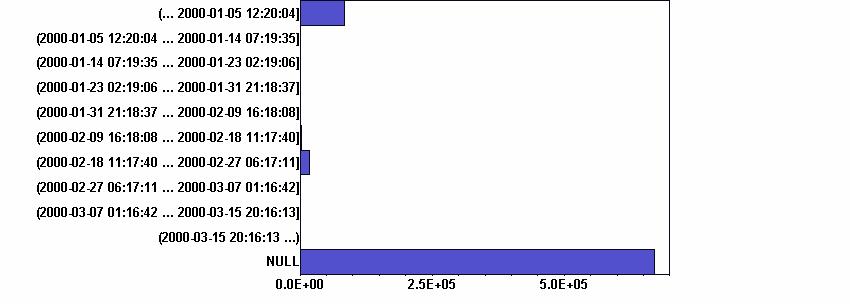 (... 2000-01-05 12:20:04]
(2000-01-05 12:20:04 ... 2000-01-14 07:19:35]
(2000-01-14 07:19:35 ... 2000-01-23 02:19:06]
(2000-01-23 02:19:06 ... 2000-01-31 21:18:37]
(2000-01-31 21:18:37 ... 2000-02-09 16:18:08]
(2000-02-09 16:18:08 ... 2000-02-18 11:17:40]
(2000-02-18 11:17:40 ... 2000-02-27 06:17:11]
(2000-02-27 06:17:11 ... 2000-03-07 01:16:42]
(2000-03-07 01:16:42 ... 2000-03-15 20:16:13]
(2000-03-15 20:16:13 ...)
NULL
0.0E+00 2.5E+05 5.0E+05